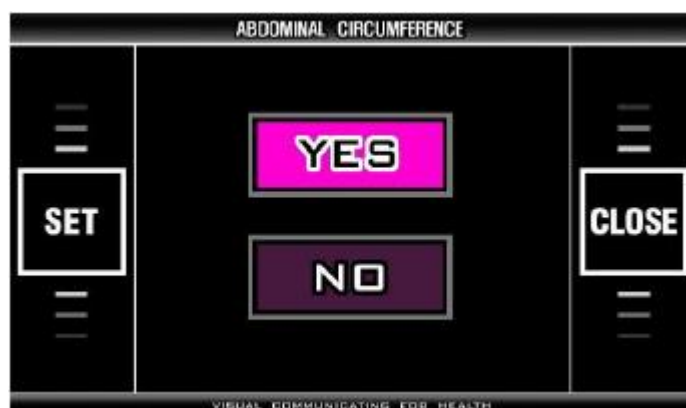 ABDOMINAL CIRCUMFERENCE
YES
SET
CLOSE
NO
VISUAL COMMUNICATING FOR HEALTH